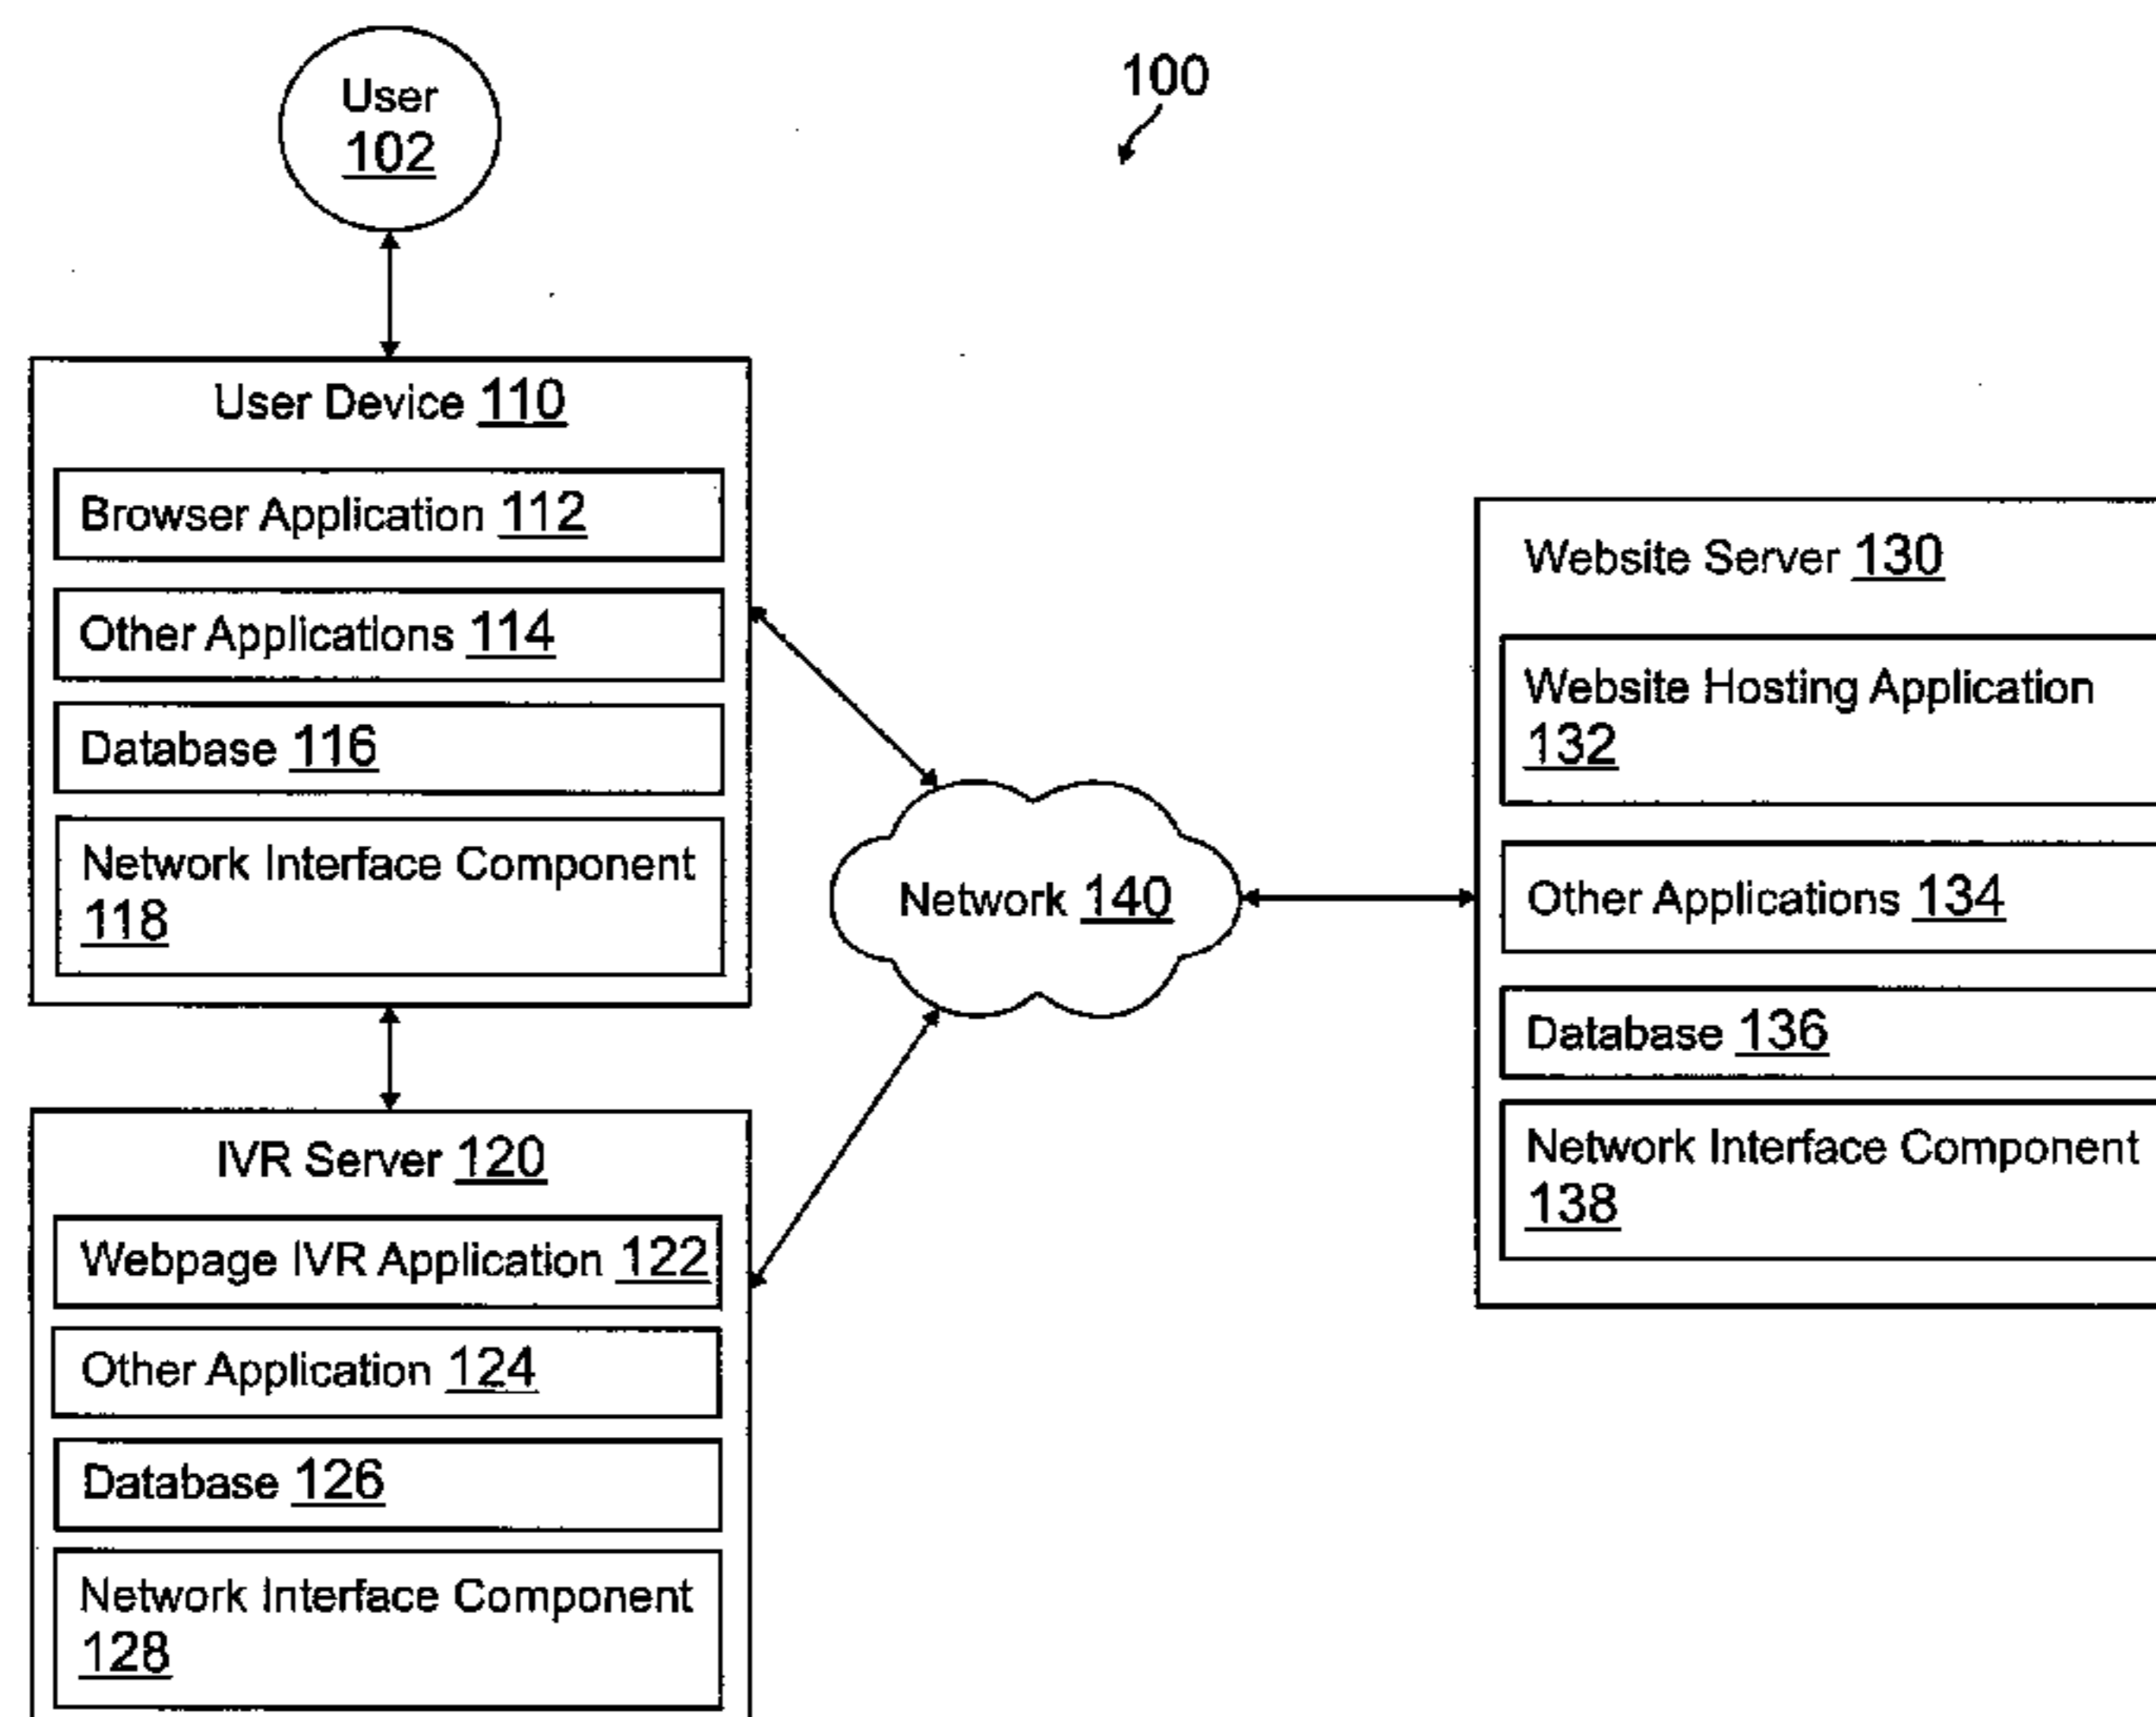 100
User
102
User Device 110
Browser Application 112
Other Applications 114
Database 116
Network Interface Component
118
IVR Server 120
Webpage IVR Application 122
Other Application 124
Database 126
Network Interface Component
128
Network 140
Website Server 130
Website Hosting Application
132
Other Applications 134
Database 136
Network Interface Component
138